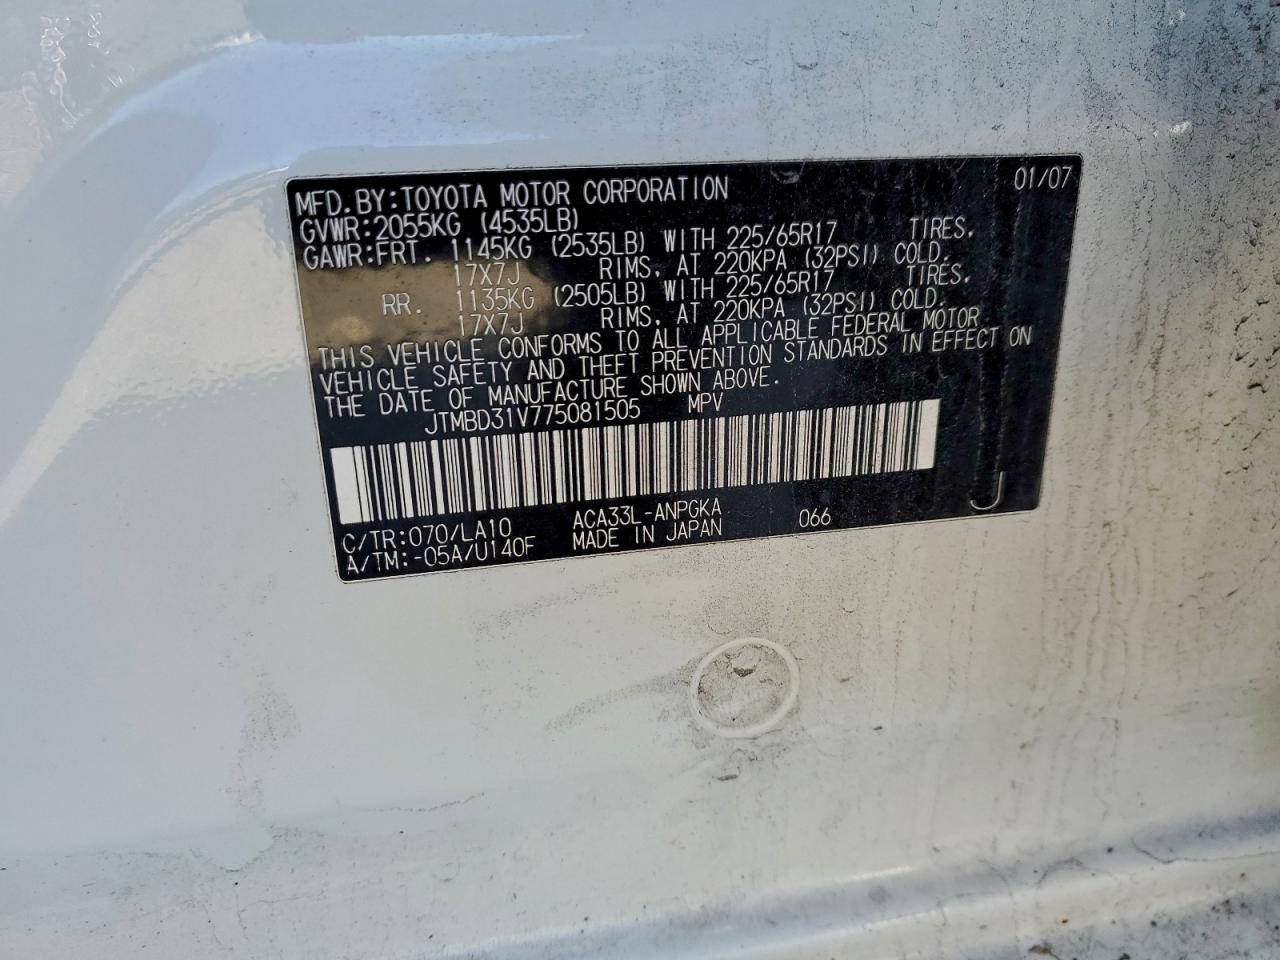 MFD.BY:TOYOTA MOTOR CORPORATION 01/07
GVWR:2055KG (4535LB)
GAWR:FRT. 1145KG (2535LB) WITH 225/65R17 TIRES,
17X7J RIMS, AT 220KPA (32PSI) COLD.
RR. 1135KG (2505LB) WITH 225/65R17 TIRES,
17X7J RIMS, AT 220KPA (32PSI) COLD.
THIS VEHICLE CONFORMS TO ALL APPLICABLE FEDERAL MOTOR
VEHICLE SAFETY AND THEFT PREVENTION STANDARDS IN EFFECT ON
THE DATE OF MANUFACTURE SHOWN ABOVE.
JTMBD31V775081505 MPV
C/TR:070/LA10 ACA33L-ANPGKA 066 J
A/TM:-05A/U140F MADE IN JAPAN